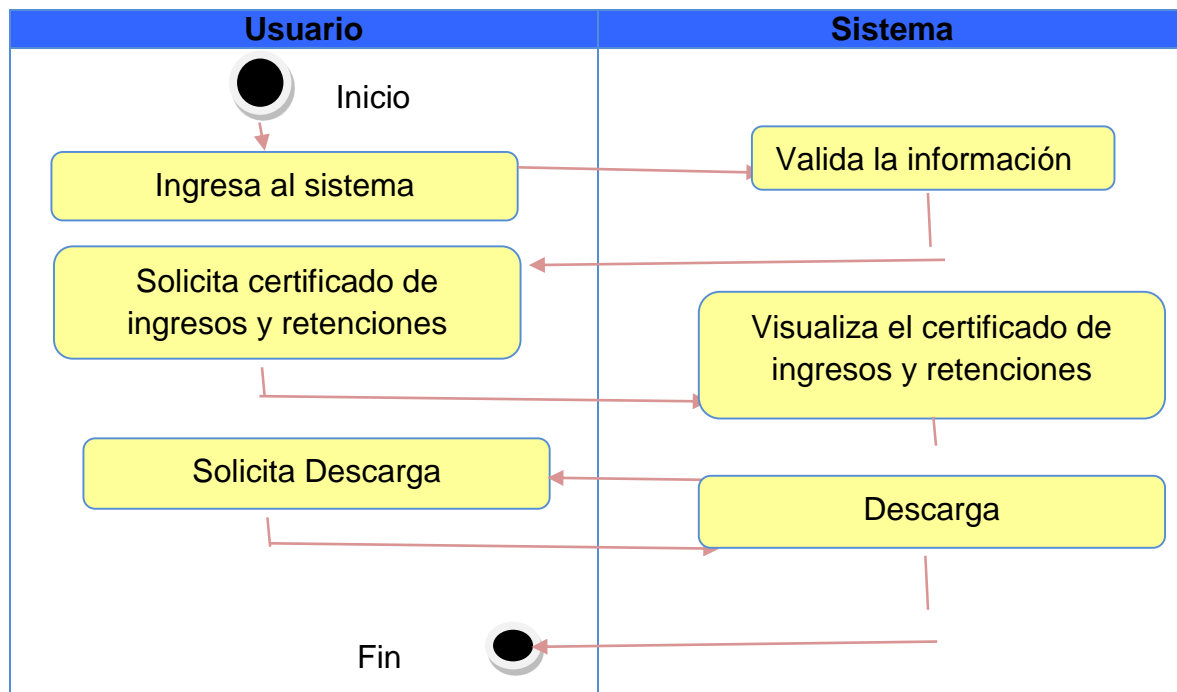 Usuario
Sistema
Inicio
Ingresa al sistema
Valida la información
Solicita certificado de
ingresos y retenciones
Visualiza el certificado de
ingresos y retenciones
Solicita Descarga
Descarga
Fin